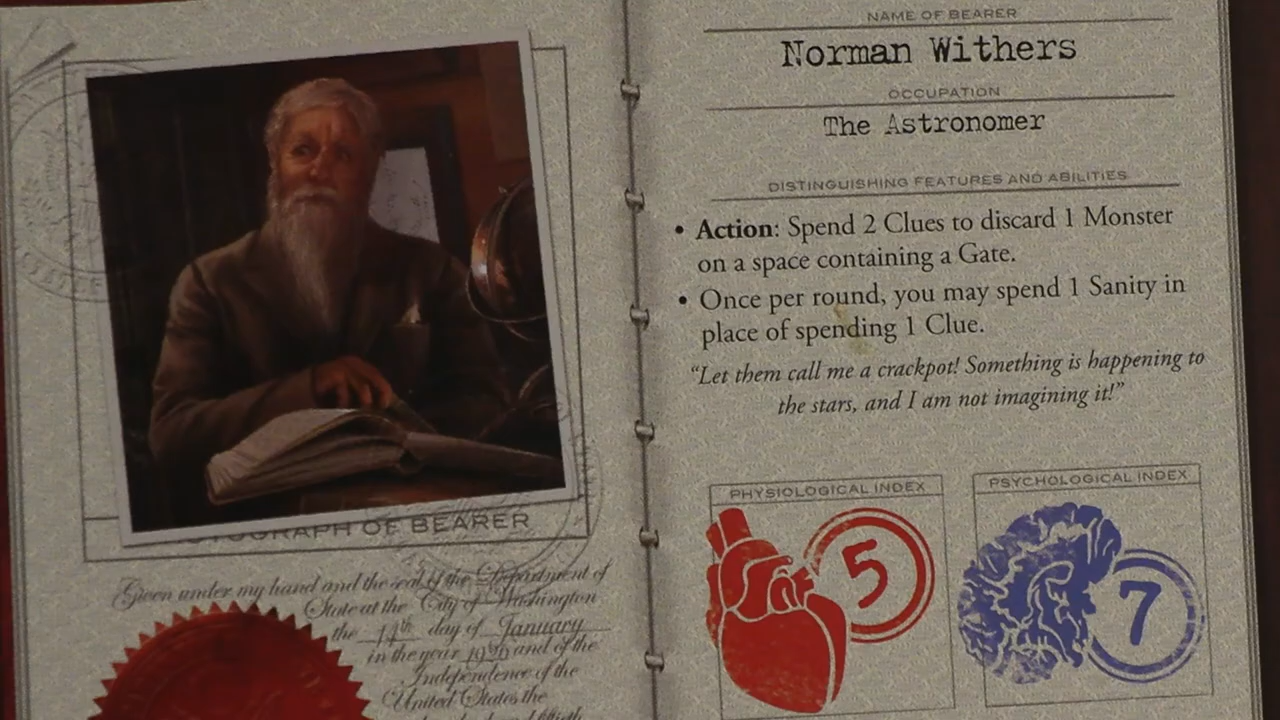 OGRAPH OF BEARER
Given under my hand and the seal of the Department of
State at the City of Washington
the 14th day of January
in the year and of the
Independence of the
United States the
NAME OF BEARER
Norman Withers
OCCUPATION
The Astronomer
DISTINGUISHING FEATURES AND ABILITIES
• Action: Spend 2 Clues to discard 1 Monster
on a space containing a Gate.
• Once per round, you may spend 1 Sanity in
place of spending 1 Clue.
“Let them call me a crackpot! Something is happening to
the stars, and I am not imagining it!”
PHYSIOLOGICAL INDEX
5
PSYCHOLOGICAL INDEX
7